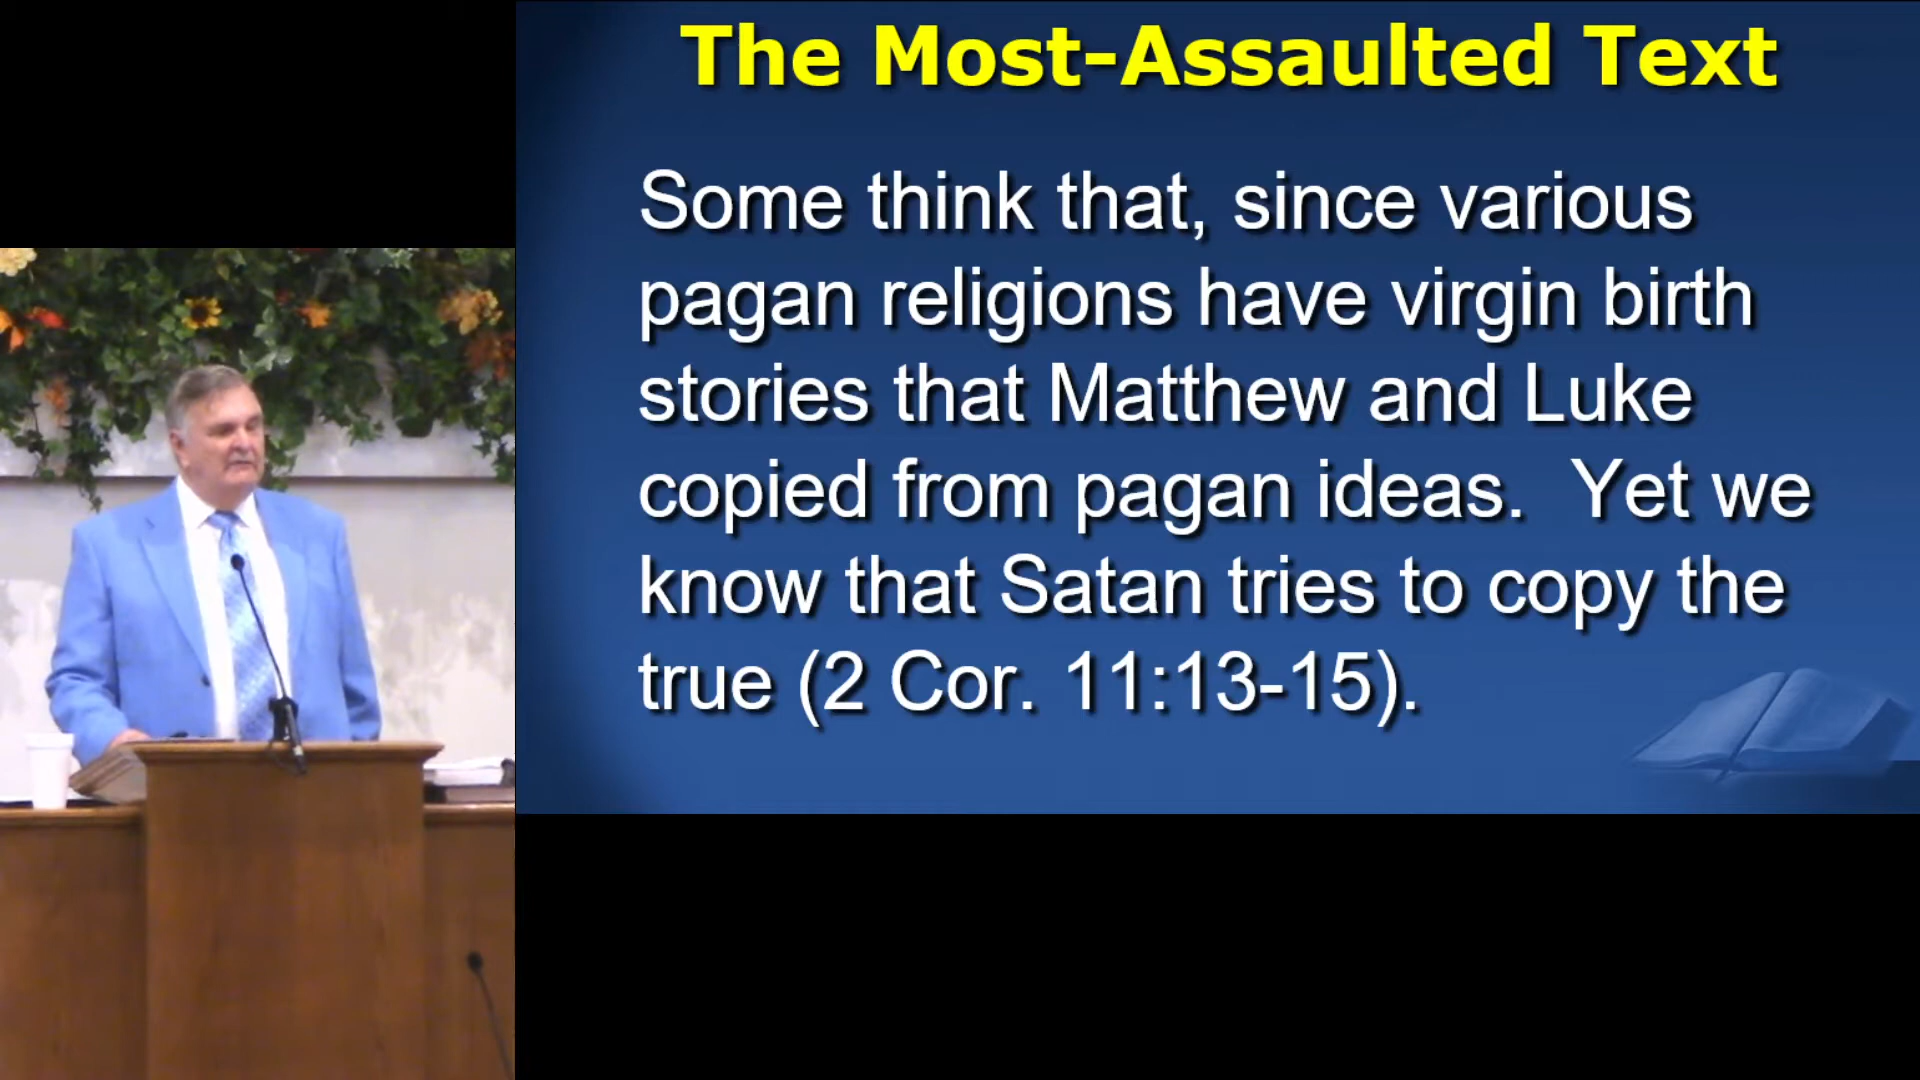 The Most-Assaulted Text
Some think that, since various
pagan religions have virgin birth
stories that Matthew and Luke
copied from pagan ideas.  Yet we
know that Satan tries to copy the
true (2 Cor. 11:13-15).